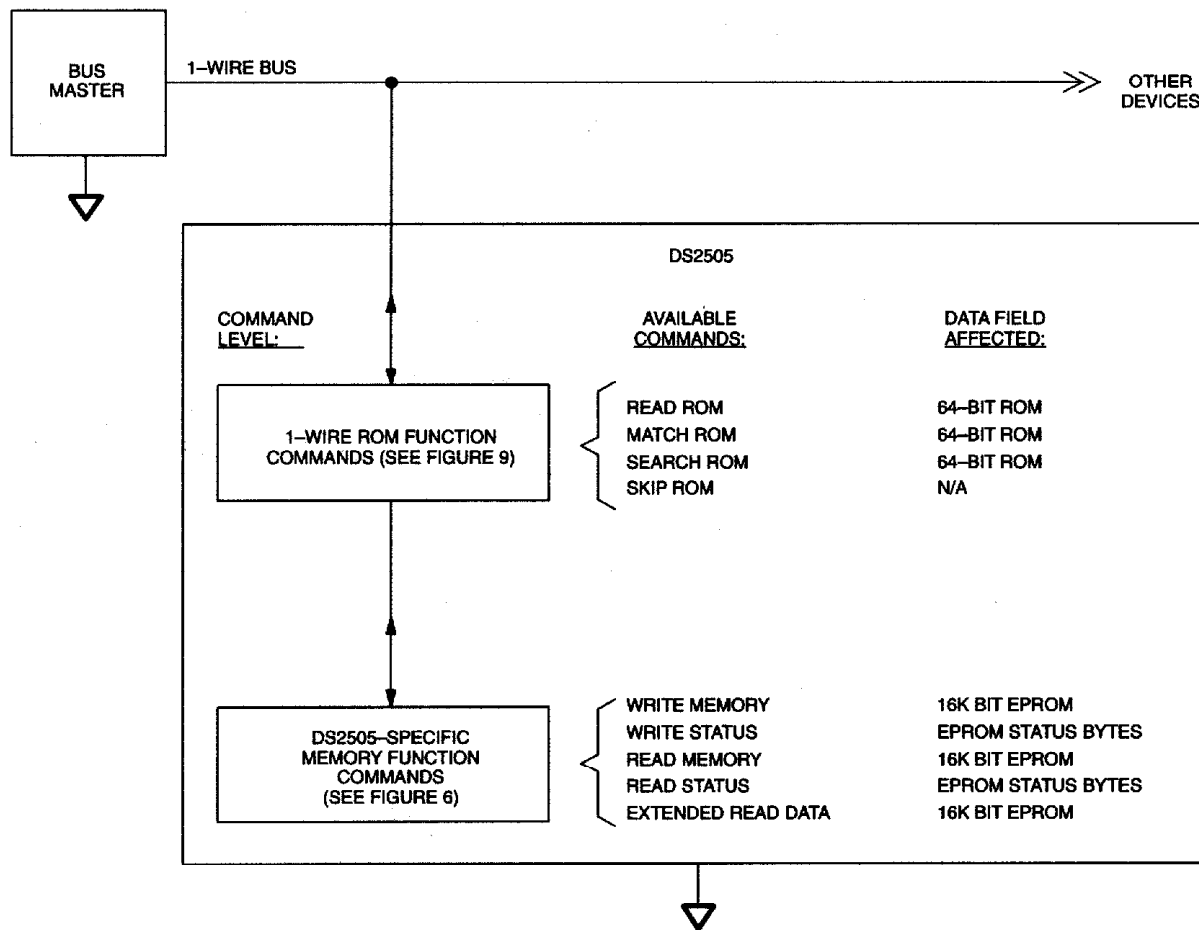 BUS
MASTER
1–WIRE BUS
OTHER
DEVICES
DS2505
COMMAND
LEVEL:
AVAILABLE
COMMANDS:
DATA FIELD
AFFECTED:
1–WIRE ROM FUNCTION
COMMANDS (SEE FIGURE 9)
READ ROM 64–BIT ROM
MATCH ROM 64–BIT ROM
SEARCH ROM 64–BIT ROM
SKIP ROM N/A
DS2505–SPECIFIC
MEMORY FUNCTION
COMMANDS
(SEE FIGURE 6)
WRITE MEMORY 16K BIT EPROM
WRITE STATUS EPROM STATUS BYTES
READ MEMORY 16K BIT EPROM
READ STATUS EPROM STATUS BYTES
EXTENDED READ DATA 16K BIT EPROM